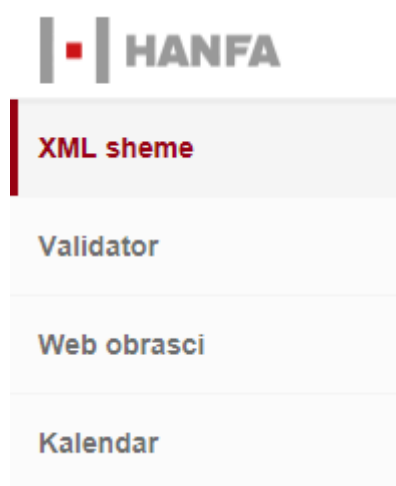 HANFA
XML sheme
Validator
Web obrasci
Kalendar